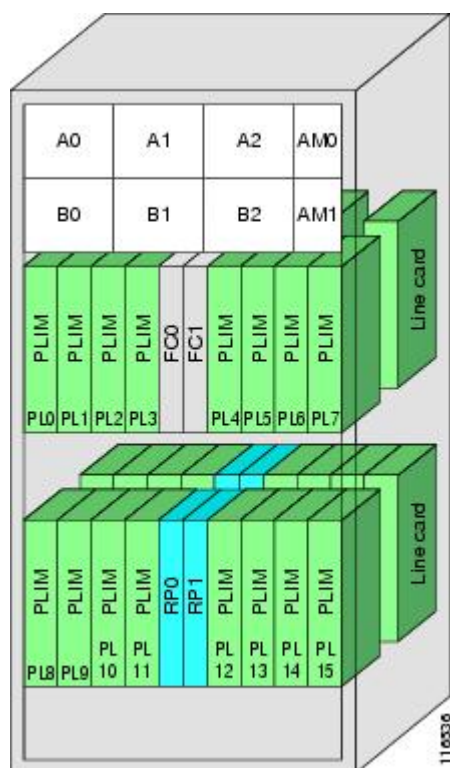 A0 A1 A2 AM0
B0 B1 B2 AM1
PLIM PLIM PLIM PLIM FC0 FC1 PLIM PLIM PLIM PLIM
PL0 PL1 PL2 PL3 PL4 PL5 PL6 PL7
Line card
PLIM PLIM PLIM PLIM RP0 RP1 PLIM PLIM PLIM PLIM
PL8 PL9 PL 10 PL 11 PL 12 PL 13 PL 14 PL 15
Line card
116536